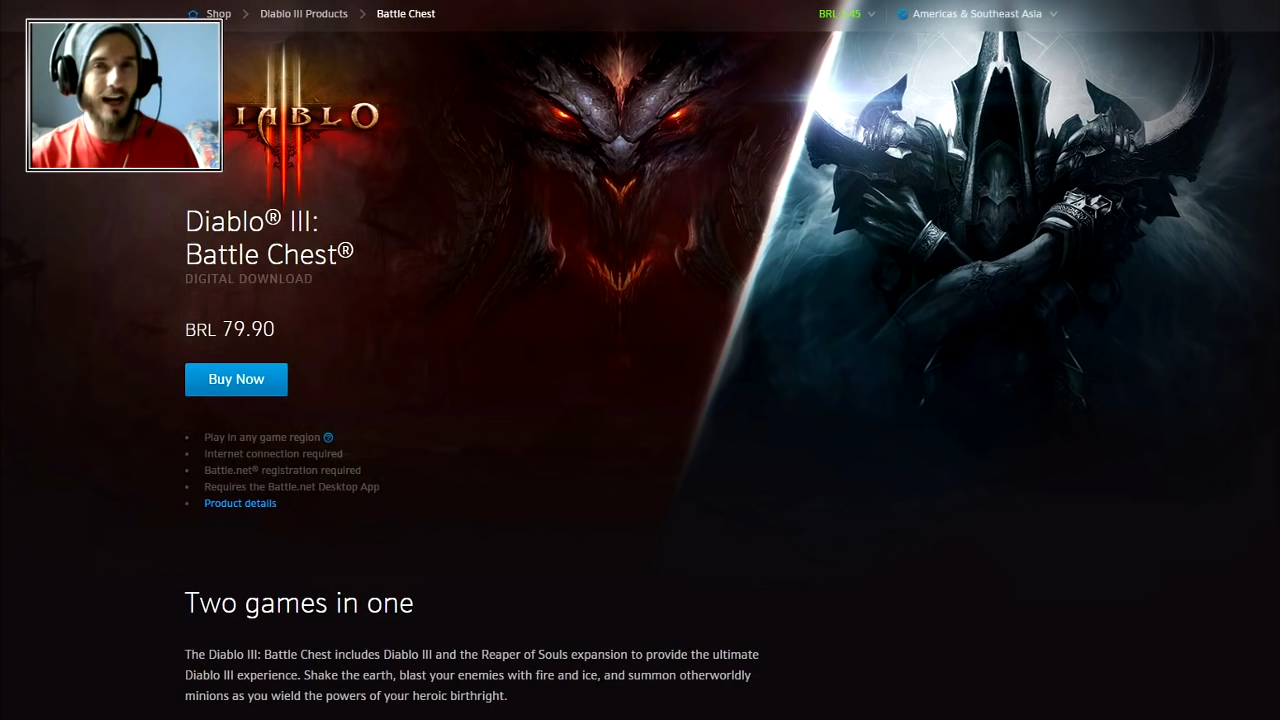 Shop
Diablo III Products
Battle Chest
BRL
Americas & Southeast Asia
IABLO
Diablo® III:
Battle Chest®
DIGITAL DOWNLOAD
BRL 79.90
Buy Now
Play in any game region
Internet connection required
Battle.net® registration required
Requires the Battle.net Desktop App
Product details
Two games in one
The Diablo III: Battle Chest includes Diablo III and the Reaper of Souls expansion to provide the ultimate
Diablo III experience. Shake the earth, blast your enemies with fire and ice, and summon otherworldly
minions as you wield the powers of your heroic birthright.